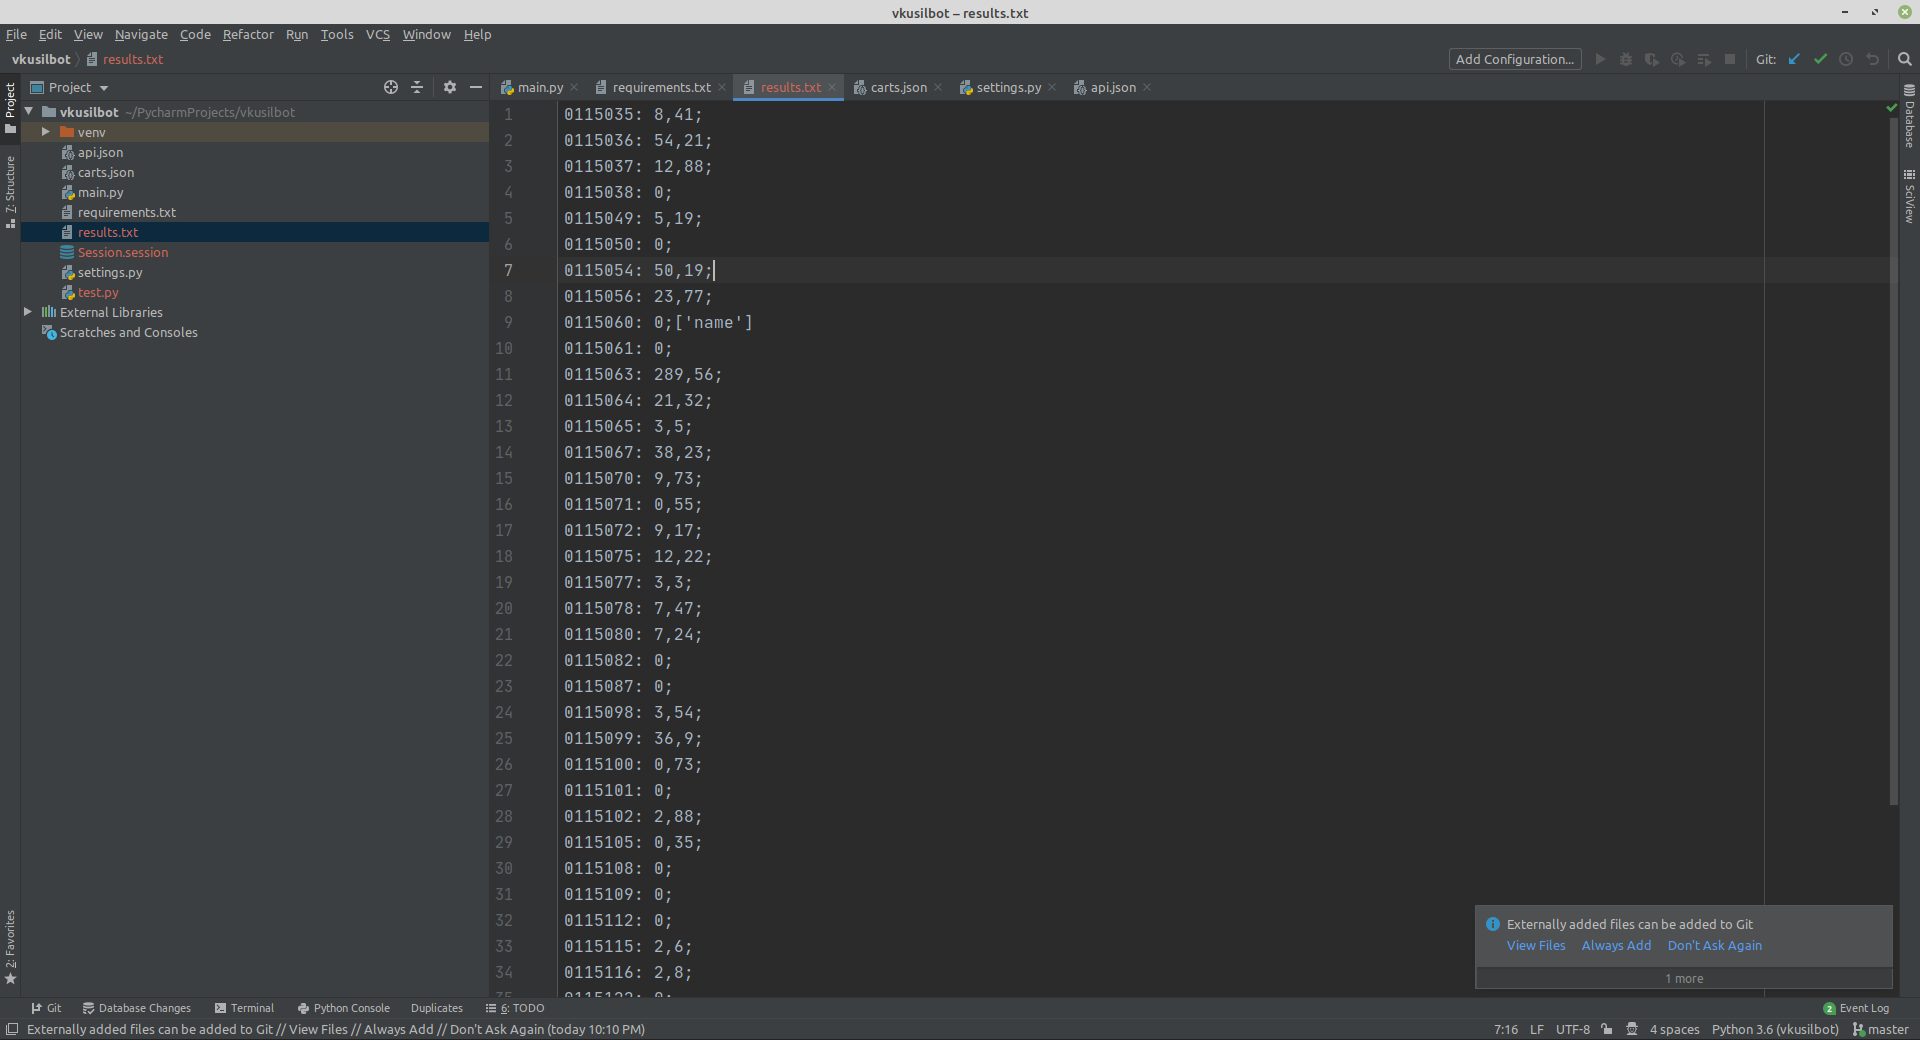 vkusilbot – results.txt
File Edit View Navigate Code Refactor Run Tools VCS Window Help
vkusilbot results.txt Add Configuration... Git:
Project
main.py requirements.txt results.txt carts.json settings.py api.json
Project
7: Structure
2: Favorites
vkusilbot ~/PycharmProjects/vkusilbot
venv
api.json
carts.json
main.py
requirements.txt
results.txt
Session.session
settings.py
test.py
External Libraries
Scratches and Consoles
1 0115035: 8,41;
2 0115036: 54,21;
3 0115037: 12,88;
4 0115038: 0;
5 0115049: 5,19;
6 0115050: 0;
7 0115054: 50,19;
8 0115056: 23,77;
9 0115060: 0;['name']
10 0115061: 0;
11 0115063: 289,56;
12 0115064: 21,32;
13 0115065: 3,5;
14 0115067: 38,23;
15 0115070: 9,73;
16 0115071: 0,55;
17 0115072: 9,17;
18 0115075: 12,22;
19 0115077: 3,3;
20 0115078: 7,47;
21 0115080: 7,24;
22 0115082: 0;
23 0115087: 0;
24 0115098: 3,54;
25 0115099: 36,9;
26 0115100: 0,73;
27 0115101: 0;
28 0115102: 2,88;
29 0115105: 0,35;
30 0115108: 0;
31 0115109: 0;
32 0115112: 0;
33 0115115: 2,6;
34 0115116: 2,8;
Database
SciView
Externally added files can be added to Git
View Files Always Add Don't Ask Again
1 more
Git Database Changes Terminal Python Console Duplicates 6: TODO 2 Event Log
Externally added files can be added to Git // View Files // Always Add // Don't Ask Again (today 10:10 PM) 7:16 LF UTF-8 4 spaces Python 3.6 (vkusilbot) master